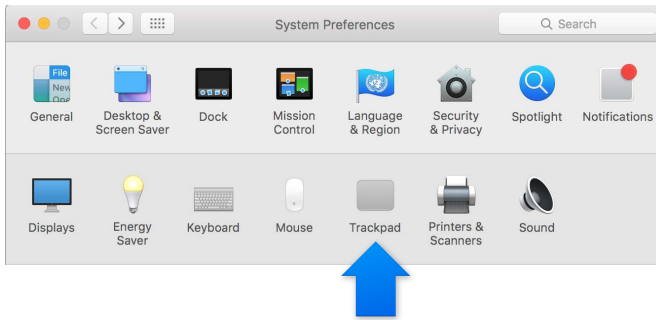 System Preferences
Search
File
New
One
General
Desktop &
Screen Saver
Dock
Mission
Control
Language
& Region
Security
& Privacy
Spotlight
Notifications
Displays
Energy
Saver
Keyboard
Mouse
Trackpad
Printers &
Scanners
Sound